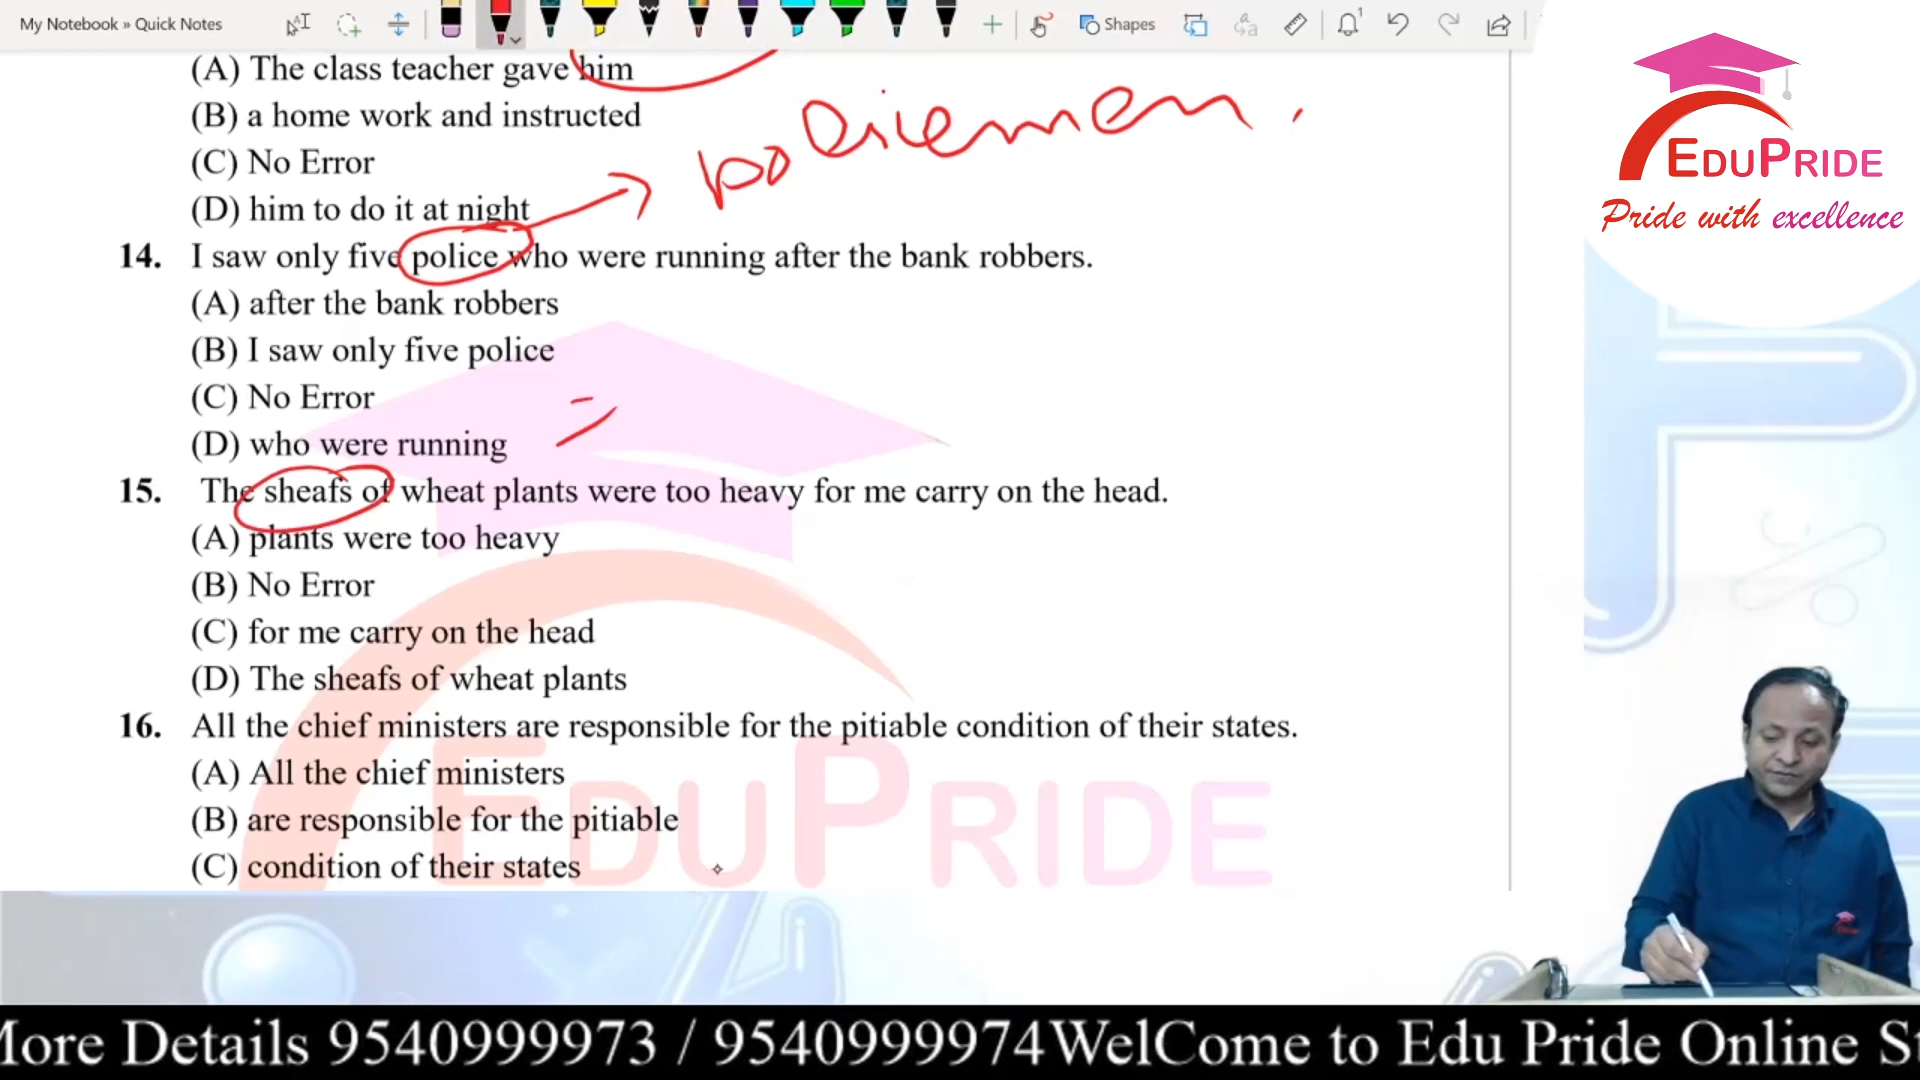 My Notebook » Quick Notes
Shapes
(A) The class teacher gave him
(B) a home work and instructed
(C) No Error
(D) him to do it at night
policemen.
14. I saw only five police who were running after the bank robbers.
(A) after the bank robbers
(B) I saw only five police
(C) No Error
(D) who were running
15. The sheafs of wheat plants were too heavy for me carry on the head.
(A) plants were too heavy
(B) No Error
(C) for me carry on the head
(D) The sheafs of wheat plants
16. All the chief ministers are responsible for the pitiable condition of their states.
(A) All the chief ministers
(B) are responsible for the pitiable
(C) condition of their states
EDUPRIDE
EDUPRIDE
Pride with excellence
More Details 9540999973 / 9540999974WelCome to Edu Pride Online S